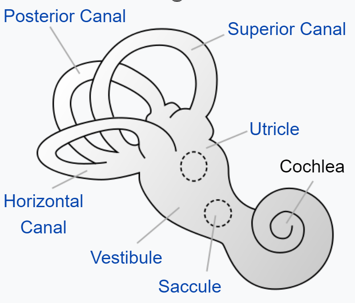 Posterior Canal
Superior Canal
Utricle
Cochlea
Horizontal
Canal
Vestibule
Saccule